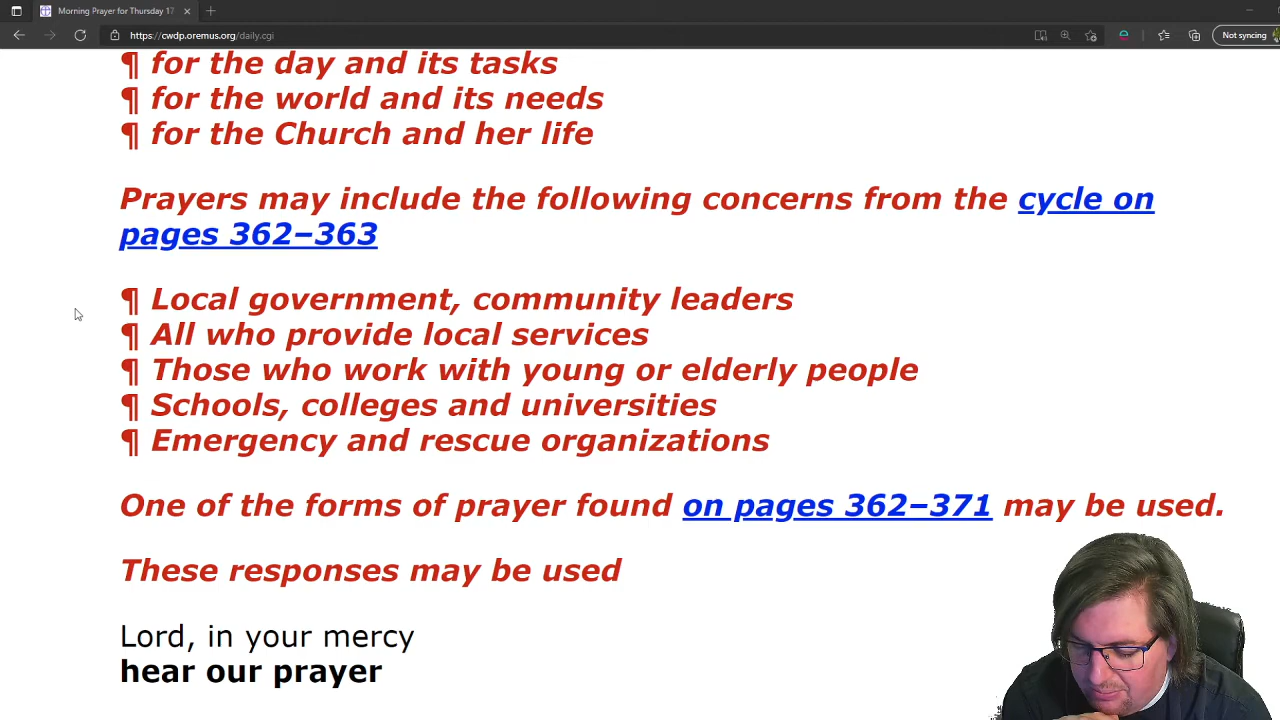 Morning Prayer for Thursday 17
https://cwdp.oremus.org/daily.cgi
Not syncing
¶ for the day and its tasks
¶ for the world and its needs
¶ for the Church and her life
Prayers may include the following concerns from the cycle on
pages 362–363
¶ Local government, community leaders
¶ All who provide local services
¶ Those who work with young or elderly people
¶ Schools, colleges and universities
¶ Emergency and rescue organizations
One of the forms of prayer found on pages 362–371 may be used.
These responses may be used
Lord, in your mercy
hear our prayer